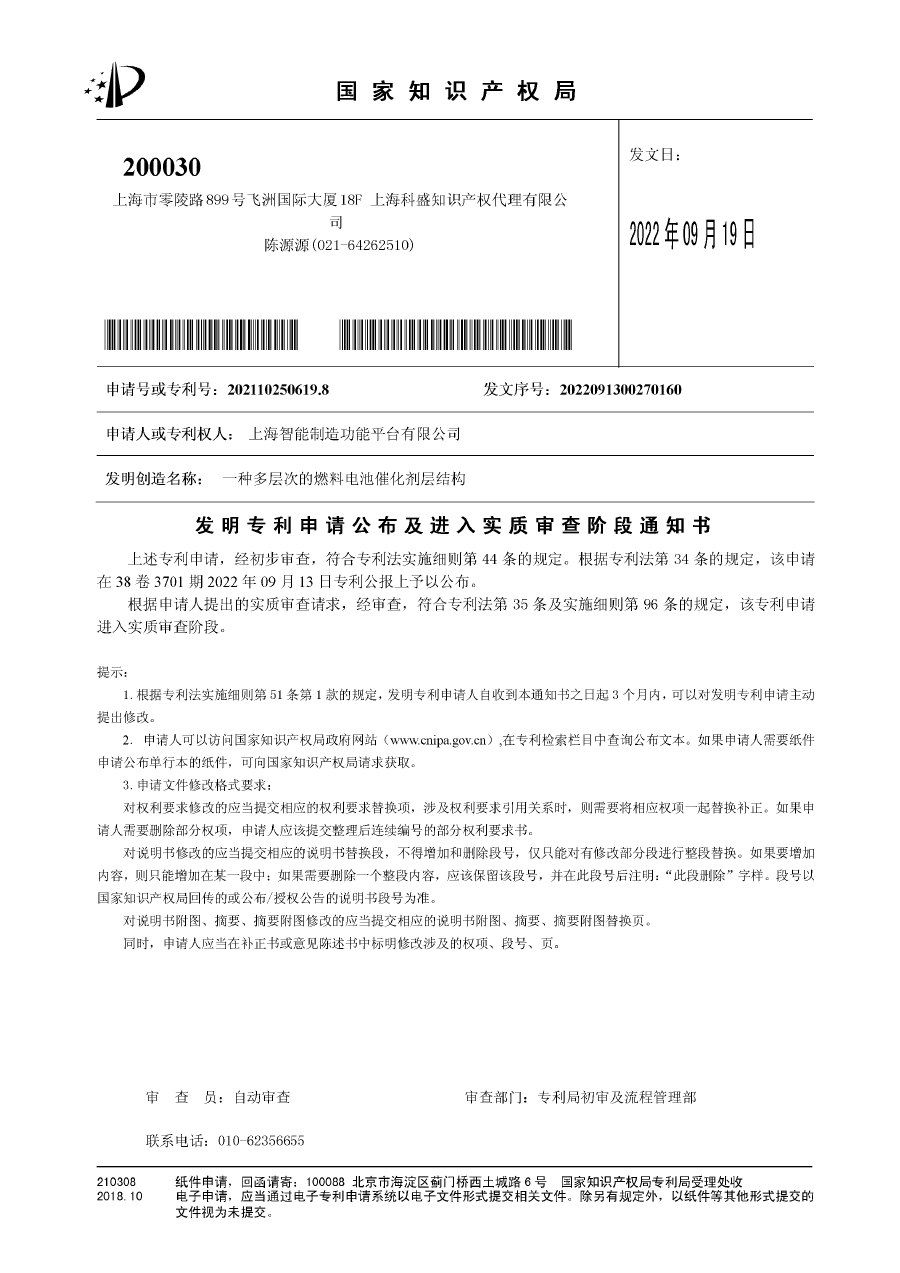 国家知识产权局
200030
上海市零陵路899号飞洲国际大厦18F 上海科盛知识产权代理有限公
司
陈源源(021-64262510)
发文日：
2022年09月19日
申请号或专利号：202110250619.8 发文序号：2022091300270160
申请人或专利权人： 上海智能制造功能平台有限公司
发明创造名称： 一种多层次的燃料电池催化剂层结构
发明专利申请公布及进入实质审查阶段通知书
上述专利申请，经初步审查，符合专利法实施细则第 44 条的规定。根据专利法第 34 条的规定，该申请
在 38 卷 3701 期 2022 年 09 月 13 日专利公报上予以公布。
根据申请人提出的实质审查请求，经审查，符合专利法第 35 条及实施细则第 96 条的规定，该专利申请
进入实质审查阶段。
提示：
1.根据专利法实施细则第 51 条第 1 款的规定，发明专利申请人自收到本通知书之日起 3 个月内，可以对发明专利申请主动
提出修改。
2. 申请人可以访问国家知识产权局政府网站（www.cnipa.gov.cn）,在专利检索栏目中查询公布文本。如果申请人需要纸件
申请公布单行本的纸件，可向国家知识产权局请求获取。
3.申请文件修改格式要求：
对权利要求修改的应当提交相应的权利要求替换项，涉及权利要求引用关系时，则需要将相应权项一起替换补正。如果申
请人需要删除部分权项，申请人应该提交整理后连续编号的部分权利要求书。
对说明书修改的应当提交相应的说明书替换段，不得增加和删除段号，仅只能对有修改部分段进行整段替换。如果要增加
内容，则只能增加在某一段中；如果需要删除一个整段内容，应该保留该段号，并在此段号后注明：“此段删除”字样。段号以
国家知识产权局回传的或公布/授权公告的说明书段号为准。
对说明书附图、摘要、摘要附图修改的应当提交相应的说明书附图、摘要、摘要附图替换页。
同时，申请人应当在补正书或意见陈述书中标明修改涉及的权项、段号、页。
审 查 员：自动审查 审查部门：专利局初审及流程管理部
联系电话：010-62356655
210308 纸件申请，回函请寄：100088 北京市海淀区蓟门桥西土城路 6 号 国家知识产权局专利局受理处收
2018.10 电子申请，应当通过电子专利申请系统以电子文件形式提交相关文件。除另有规定外，以纸件等其他形式提交的
文件视为未提交。